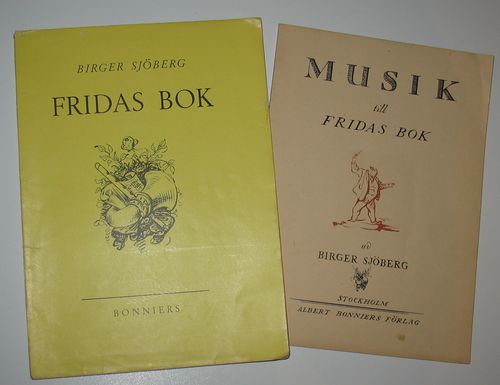 BIRGER SJÖBERG
FRIDAS BOK
BONNIERS
MUSIK
till
FRIDAS BOK
av
BIRGER SJÖBERG
STOCKHOLM
ALBERT BONNIERS FÖRLAG